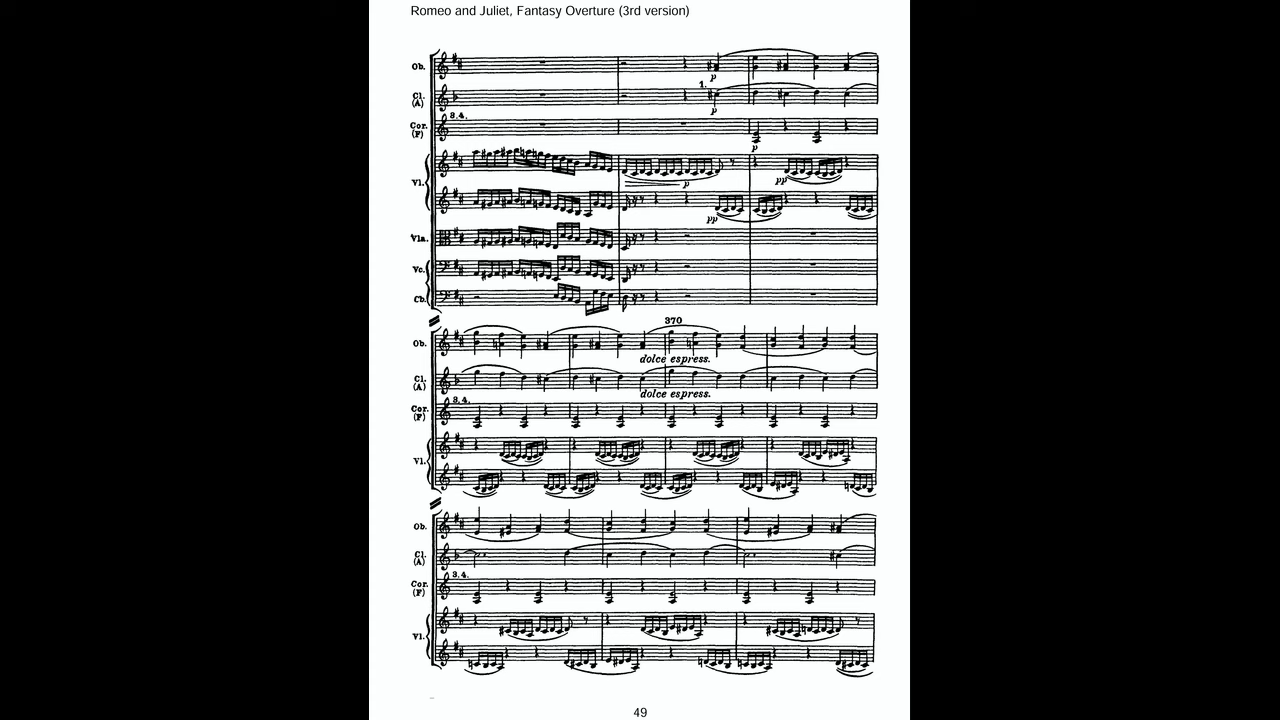 Romeo and Juliet, Fantasy Overture (3rd version)
Ob.
p
1.
Cl.
(A)
p
3.4.
Cor.
(F)
p
Vl.
p
pp
pp
Vla.
Vc.
Cb.
370
Ob.
dolce espress.
Cl.
(A)
dolce espress.
3.4.
Cor.
(F)
Vl.
Ob.
Cl.
(A)
3.4.
Cor.
(F)
Vl.
49